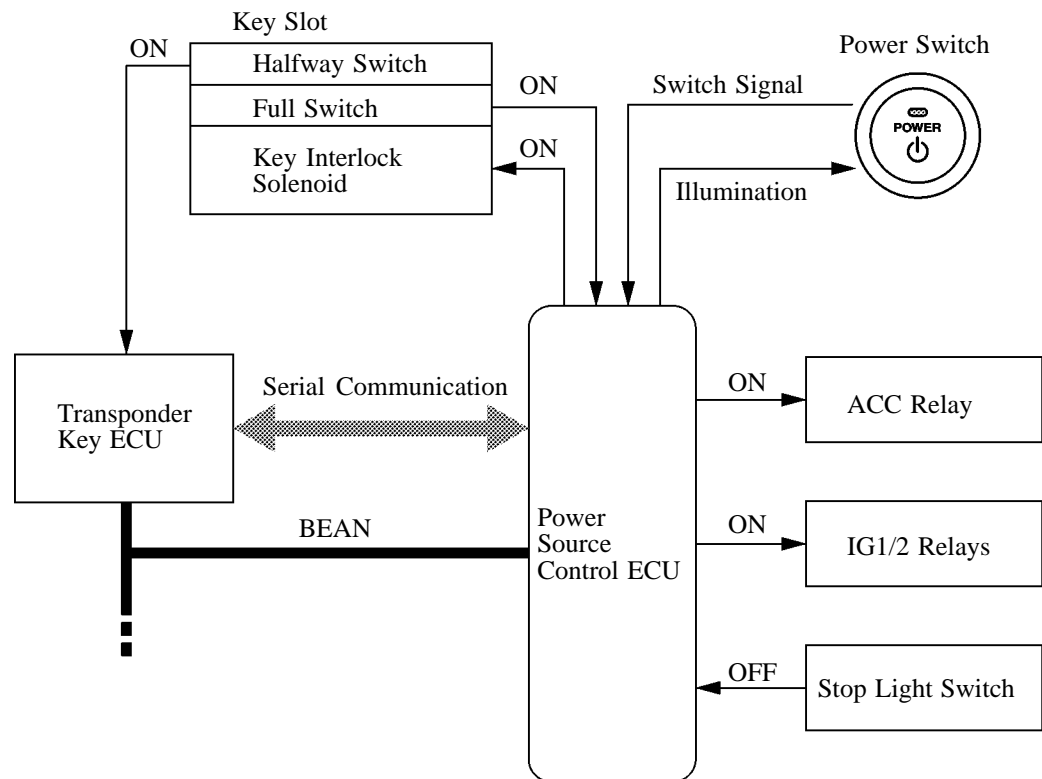 Key Slot
ON
Halfway Switch
Full Switch
Key Interlock
Solenoid
ON
ON
Power Switch
Switch Signal
POWER
Illumination
Transponder
Key ECU
Serial Communication
BEAN
Power
Source
Control ECU
ON
ACC Relay
ON
IG1/2 Relays
OFF
Stop Light Switch